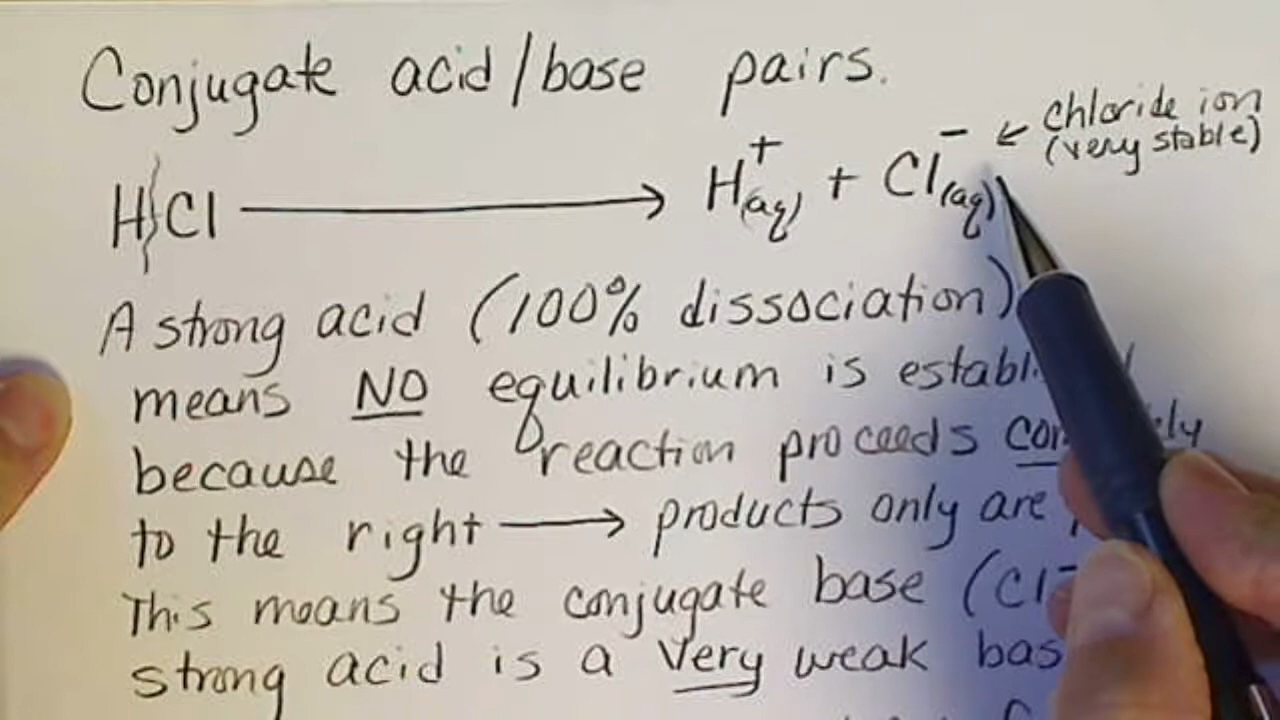 Conjugate acid/base pairs.
chloride ion
(very stable)
HCl → H⁺(aq) + Cl⁻(aq)
A strong acid (100% dissociation)
means NO equilibrium is
because the reaction proceeds
to the right → products only are
This means the conjugate base (Cl⁻
strong acid is a very weak